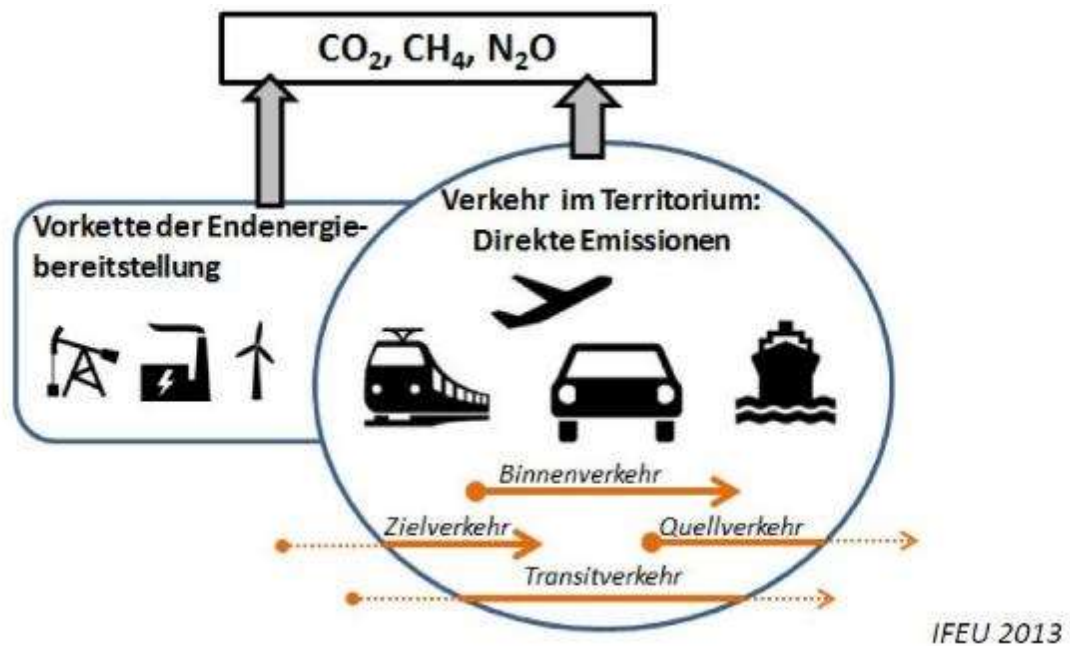 CO₂, CH₄, N₂O
Verkehr im Territorium:
Direkte Emissionen
Vorkette der Endenergie-
bereitstellung
Binnenverkehr
Zielverkehr
Quellverkehr
Transitverkehr
IFEU 2013